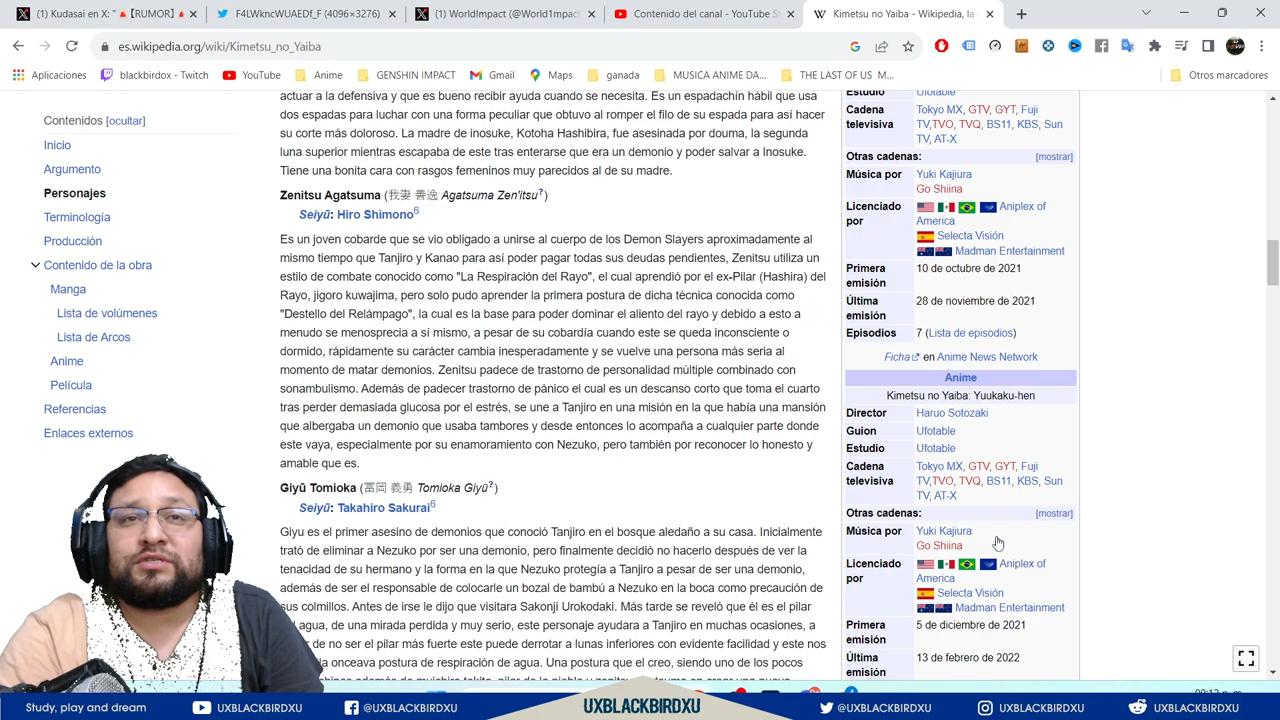 Kudasai en X: "🔺【RUMOR】🔺
F4LWkncWUAEDf_F (4096×3276)
WorldImpact (@World1mpact
Contenido del canal - YouTube S
Kimetsu no Yaiba - Wikipedia, la
es.wikipedia.org/wiki/Kimetsu_no_Yaiba
Aplicaciones
blackbirdox - Twitch
YouTube
Anime
GENSHIN IMPACT
Gmail
Maps
ganada
MUSICA ANIME DA...
THE LAST OF US M...
Otros marcadores
Contenidos [ocultar]
Inicio
Argumento
Personajes
Terminología
Producción
Contenido de la obra
Manga
Lista de volúmenes
Lista de Arcos
Anime
Película
Referencias
Enlaces externos
actuar a la defensiva y que es bueno recibir ayuda cuando se necesita. Es un espadachín hábil que usa
dos espadas para luchar con una forma peculiar que obtuvo al romper el filo de su espada para así hacer
su corte más doloroso. La madre de inosuke, Kotoha Hashibira, fue asesinada por douma, la segunda
luna superior mientras escapaba de este tras enterarse que era un demonio y poder salvar a Inosuke.
Tiene una bonita cara con rasgos femeninos muy parecidos al de su madre.
Zenitsu Agatsuma (我妻 善逸 Agatsuma Zen'itsu?)
Seiyū: Hiro Shimono6
Es un joven cobarde que se vio obligado a unirse al cuerpo de los Demon Slayers aproximadamente al
mismo tiempo que Tanjiro y Kanao para así poder pagar todas sus deudas pendientes, Zenitsu utiliza un
estilo de combate conocido como "La Respiración del Rayo", el cual aprendio por el ex-Pilar (Hashira) del
Rayo, jigoro kuwajima, pero solo pudo aprender la primera postura de dicha técnica conocida como
"Destello del Relámpago", la cual es la base para poder dominar el aliento del rayo y debido a esto a
menudo se menosprecia a sí mismo, a pesar de su cobardía cuando este se queda inconsciente o
dormido, rápidamente su carácter cambia inesperadamente y se vuelve una persona más seria al
momento de matar demonios. Zenitsu padece de trastorno de personalidad múltiple combinado con
sonambulismo. Además de padecer trastorno de pánico el cual es un descanso corto que toma el cuarto
tras perder demasiada glucosa por el estrés, se une a Tanjiro en una misión en la que había una mansión
que albergaba un demonio que usaba tambores y desde entonces lo acompaña a cualquier parte donde
este vaya, especialmente por su enamoramiento con Nezuko, pero también por reconocer lo honesto y
amable que es.
Giyū Tomioka (冨岡 義勇 Tomioka Giyū?)
Seiyū: Takahiro Sakurai6
Giyu es el primer asesino de demonios que conoció Tanjiro en el bosque aledaño a su casa. Inicialmente
trató de eliminar a Nezuko por ser una demonio, pero finalmente decidió no hacerlo después de ver la
tenacidad de su hermano y la forma en la que Nezuko protegía a Tanjiro a pesar de ser una demonio,
además de ser el responsable de colocarle un bozal de bambú a Nezuko en la boca como precaución de
sus colmillos. Antes de irse le dijo que visitara Sakonji Urokodaki. Más tarde se reveló que él es el pilar
agua, de una mirada perdida y muy serio, este personaje ayudara a Tanjiro en muchas ocasiones, a
de no ser el pilar más fuerte este puede derrotar a lunas inferiores con evidente facilidad y este nos
la onceava postura de respiración de agua. Una postura que el creo, siendo uno de los pocos
Estudio Ufotable
Cadena televisiva Tokyo MX, GTV, GYT, Fuji
TV,TVO, TVQ, BS11, KBS, Sun
TV, AT-X
Otras cadenas: [mostrar]
Música por Yuki Kajiura
Go Shiina
Licenciado por Aniplex of
America
Selecta Visión
Madman Entertainment
Primera emisión 10 de octubre de 2021
Última emisión 28 de noviembre de 2021
Episodios 7 (Lista de episodios)
Ficha en Anime News Network
Anime
Kimetsu no Yaiba: Yuukaku-hen
Director Haruo Sotozaki
Guion Ufotable
Estudio Ufotable
Cadena televisiva Tokyo MX, GTV, GYT, Fuji
TV,TVO, TVQ, BS11, KBS, Sun
TV, AT-X
Otras cadenas: [mostrar]
Música por Yuki Kajiura
Go Shiina
Licenciado por Aniplex of
America
Selecta Visión
Madman Entertainment
Primera emisión 5 de diciembre de 2021
Última emisión 13 de febrero de 2022
Study, play and dream
UXBLACKBIRDXU
@UXBLACKBIRDXU
UXBLACKBIRDXU
@UXBLACKBIRDXU
UXBLACKBIRDXU
UXBLACKBIRDXU